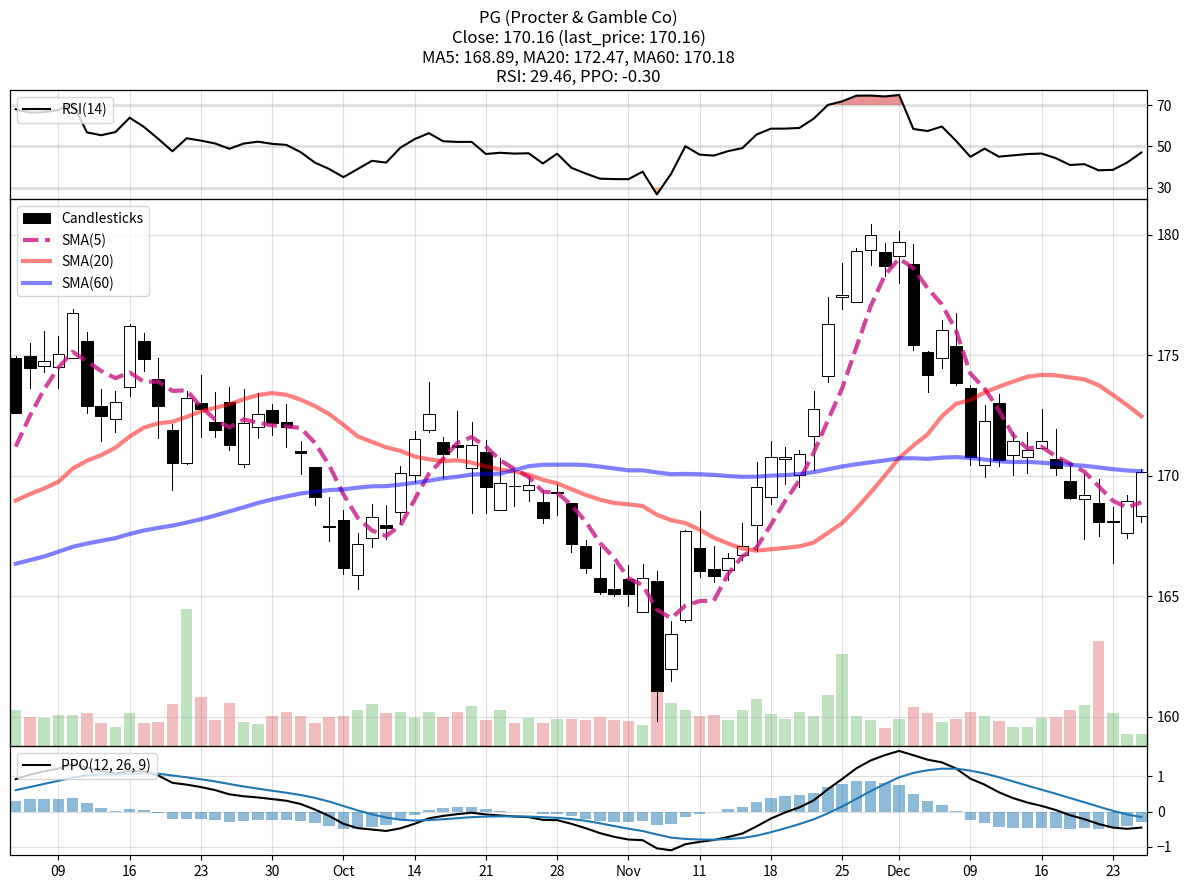 PG (Procter & Gamble Co)
Close: 170.16 (last_price: 170.16)
MA5: 168.89, MA20: 172.47, MA60: 170.18
RSI: 29.46, PPO: -0.30
RSI(14)
70
50
30
Candlesticks
SMA(5)
SMA(20)
SMA(60)
180
175
170
165
160
PPO(12, 26, 9)
1
0
−1
09 16 23 30 Oct 14 21 28 Nov 11 18 25 Dec 09 16 23